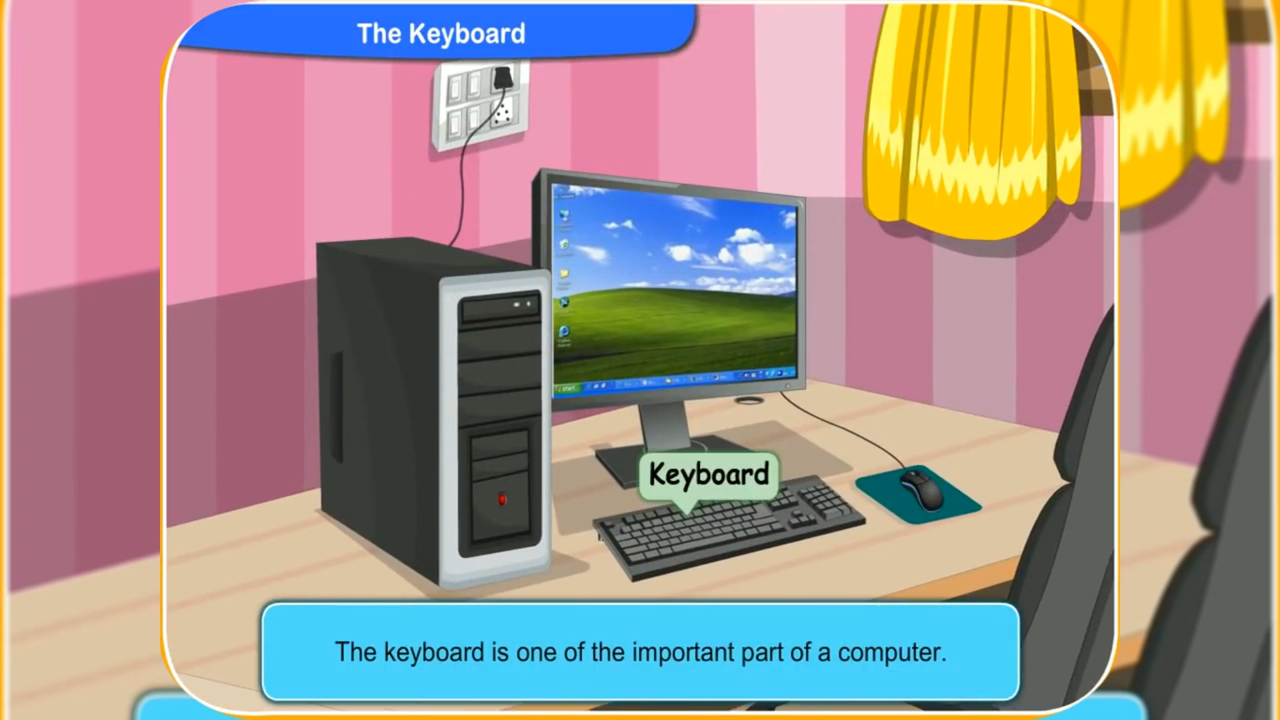 The Keyboard
Keyboard
The keyboard is one of the important part of a computer.